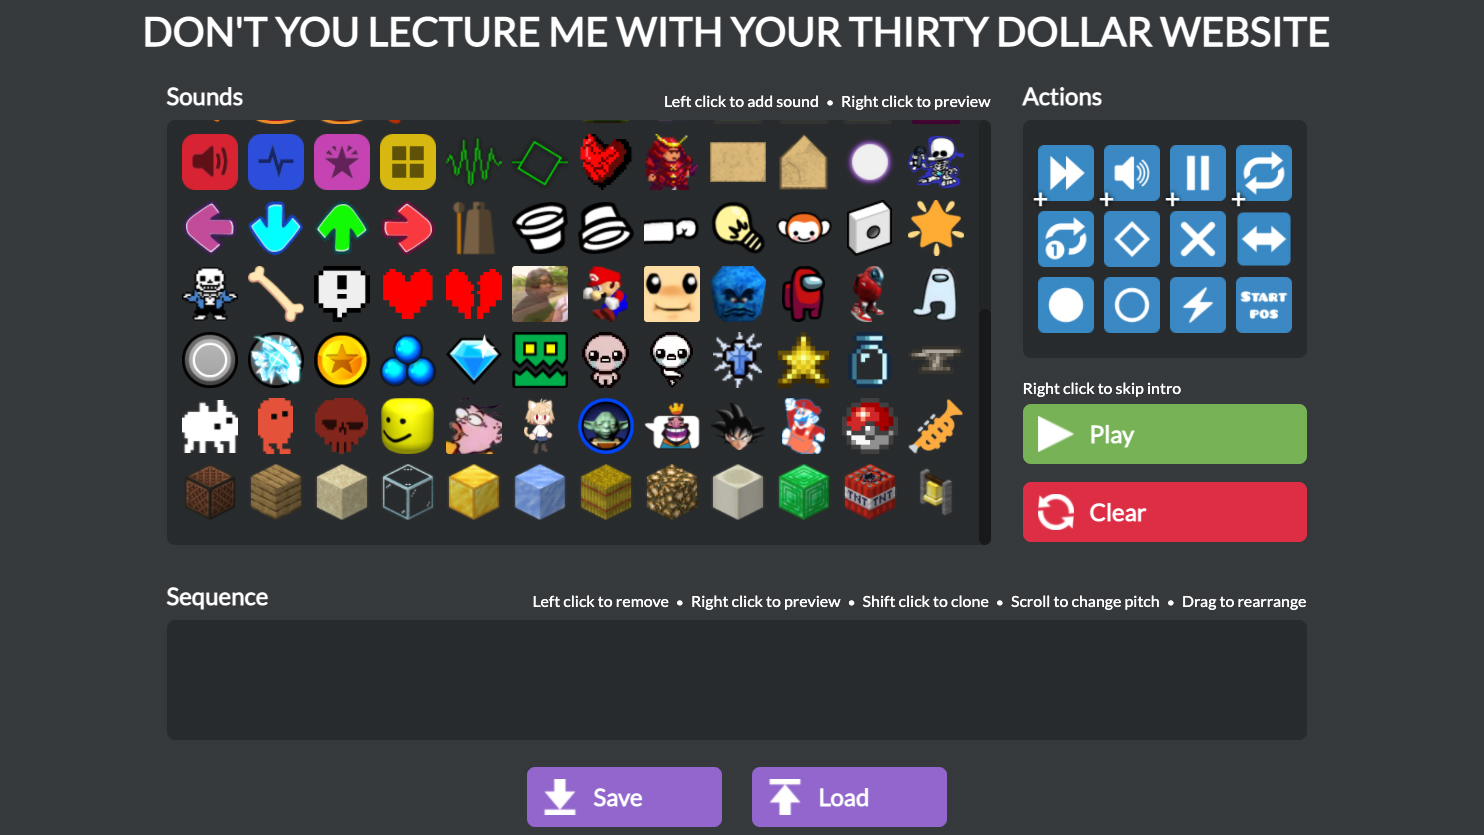 DON'T YOU LECTURE ME WITH YOUR THIRTY DOLLAR WEBSITE
Sounds
Left click to add sound • Right click to preview
Actions
+ + + +
1
START
POS
Right click to skip intro
Play
Clear
TNT TNT
Sequence
Left click to remove • Right click to preview • Shift click to clone • Scroll to change pitch • Drag to rearrange
Save
Load